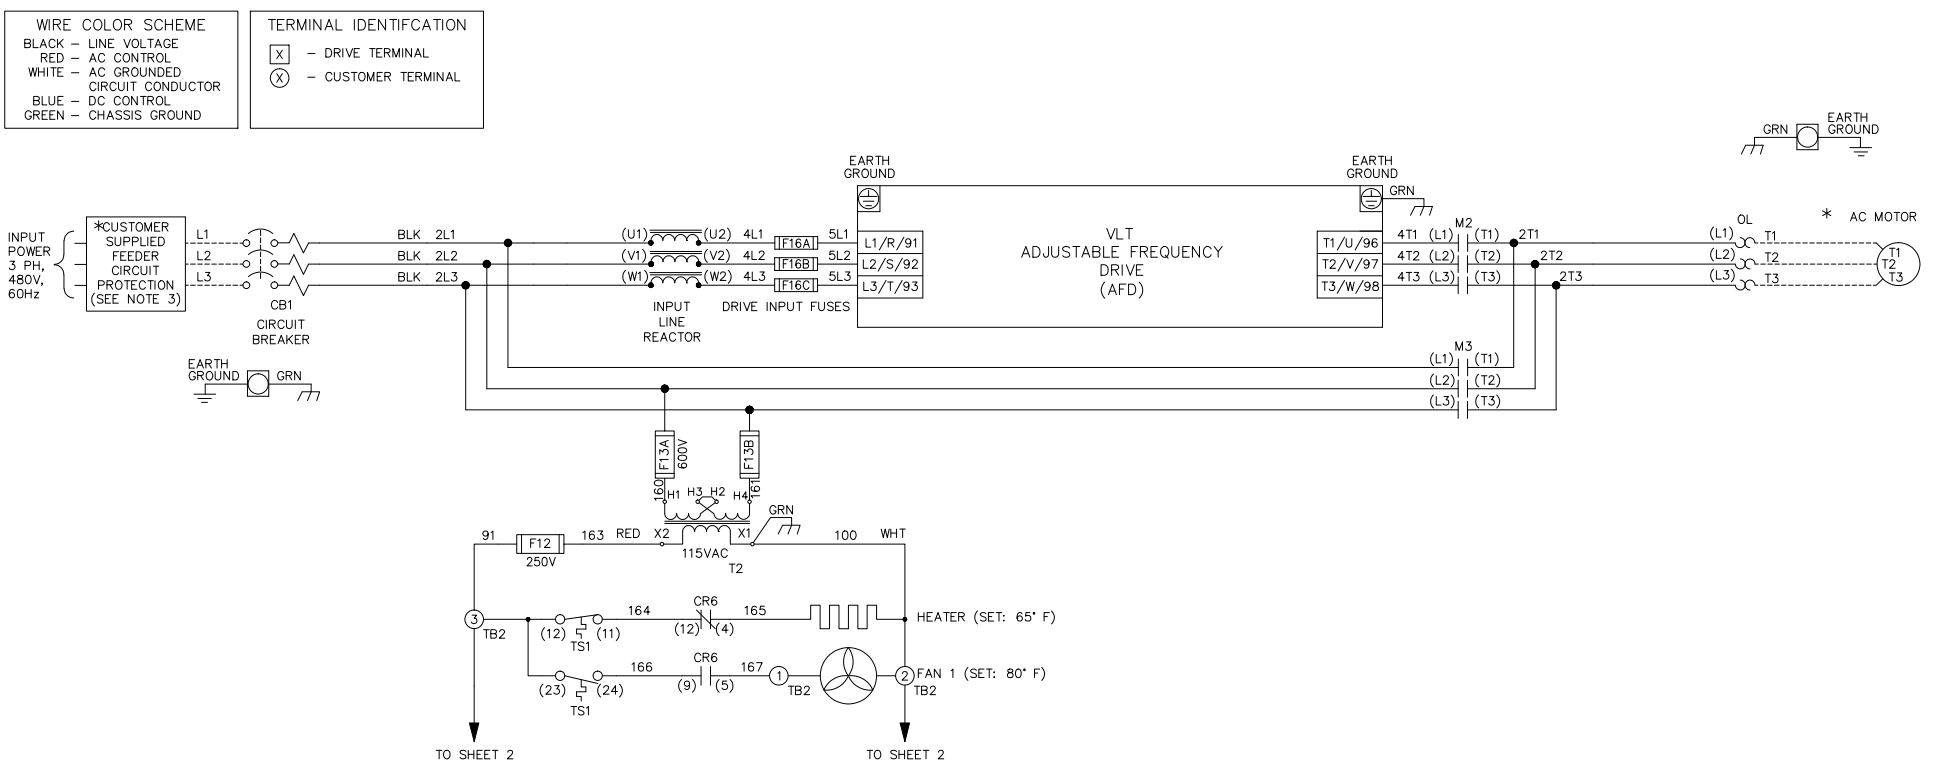 WIRE COLOR SCHEME
BLACK – LINE VOLTAGE
RED – AC CONTROL
WHITE – AC GROUNDED
CIRCUIT CONDUCTOR
BLUE – DC CONTROL
GREEN – CHASSIS GROUND
TERMINAL IDENTIFCATION
X – DRIVE TERMINAL
X – CUSTOMER TERMINAL
GRN
EARTH
GROUND
INPUT
POWER
3 PH,
480V,
60Hz
*CUSTOMER
SUPPLIED
FEEDER
CIRCUIT
PROTECTION
(SEE NOTE 3)
L1
L2
L3
CB1
CIRCUIT
BREAKER
BLK 2L1
BLK 2L2
BLK 2L3
(U1) (U2) 4L1 F16A 5L1
(V1) (V2) 4L2 F16B 5L2
(W1) (W2) 4L3 F16C 5L3
INPUT
LINE
REACTOR
DRIVE INPUT FUSES
EARTH
GROUND
L1/R/91
L2/S/92
L3/T/93
VLT
ADJUSTABLE FREQUENCY
DRIVE
(AFD)
EARTH
GROUND
GRN
T1/U/96
T2/V/97
T3/W/98
M2
4T1 (L1) (T1) 2T1
4T2 (L2) (T2) 2T2
4T3 (L3) (T3) 2T3
OL
(L1) T1
(L2) T2
(L3) T3
* AC MOTOR
T1
T2
T3
M3
(L1) (T1)
(L2) (T2)
(L3) (T3)
EARTH
GROUND
GRN
F13A
600V
F13B
160
161
H1 H3 H2 H4
GRN
91 F12 163 RED X2 X1 100 WHT
250V
115VAC
T2
3
TB2
(12) (11)
TS1
164
CR6
(12) (4)
165
HEATER (SET: 65° F)
(23) (24)
TS1
166
CR6
(9) (5)
167
1
TB2
2
TB2
FAN 1 (SET: 80° F)
TO SHEET 2
TO SHEET 2